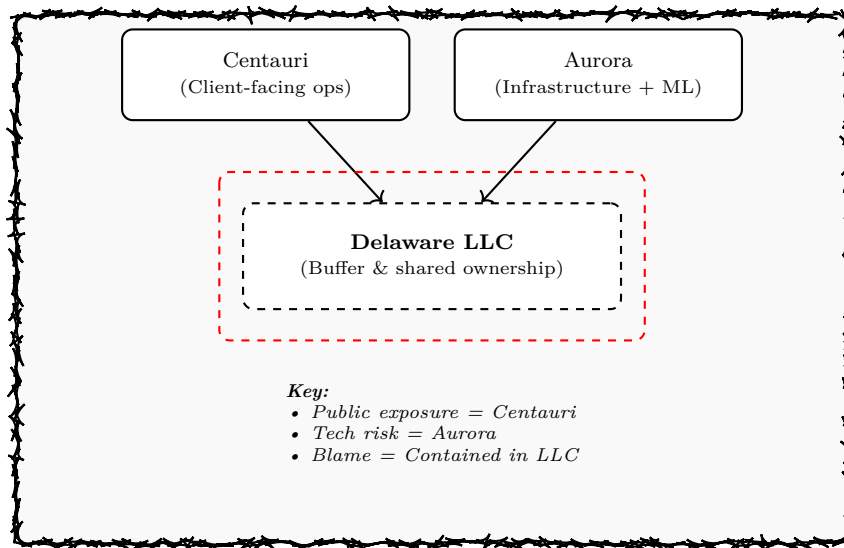 Centauri
(Client-facing ops)
Aurora
(Infrastructure + ML)
Delaware LLC
(Buffer & shared ownership)
Key:
• Public exposure = Centauri
• Tech risk = Aurora
• Blame = Contained in LLC